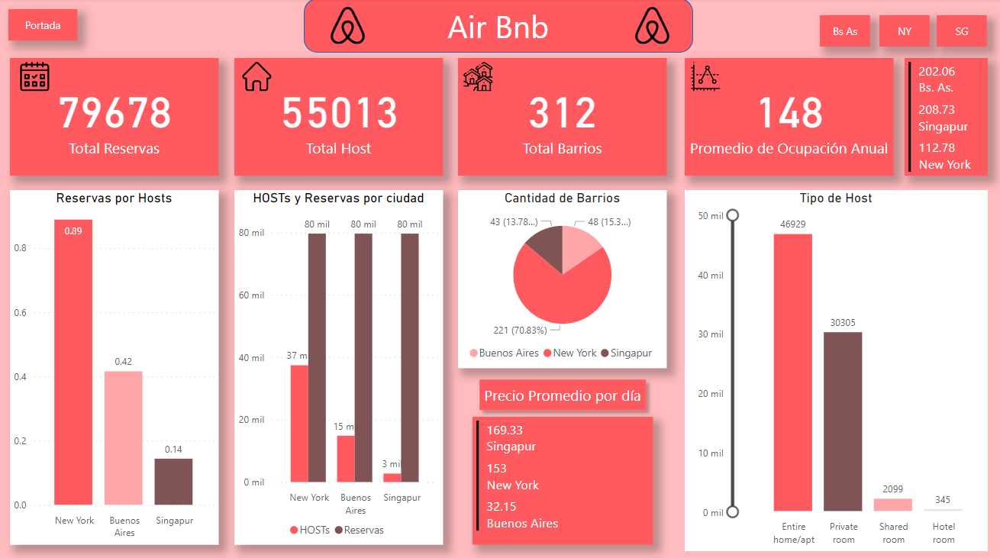 Portada
Air Bnb
Bs As
NY
SG
79678
Total Reservas
55013
Total Host
312
Total Barrios
148
Promedio de Ocupación Anual
202.06
Bs. As.
208.73
Singapur
112.78
New York
Reservas por Hosts
0.8
0.6
0.4
0.2
0.0
0.89
0.42
0.14
New York
Buenos
Aires
Singapur
HOSTs y Reservas por ciudad
80 mil
60 mil
40 mil
20 mil
0 mil
80 mil
80 mil
80 mil
37 m
15 mi
3 mil
New York
Buenos
Aires
Singapur
HOSTs
Reservas
Cantidad de Barrios
43 (13.78...)
48 (15.3...)
221 (70.83%)
Buenos Aires
New York
Singapur
Precio Promedio por día
169.33
Singapur
153
New York
32.15
Buenos Aires
Tipo de Host
50 mil
40 mil
30 mil
20 mil
10 mil
0 mil
46929
30305
2099
345
Entire
home/apt
Private
room
Shared
room
Hotel
room